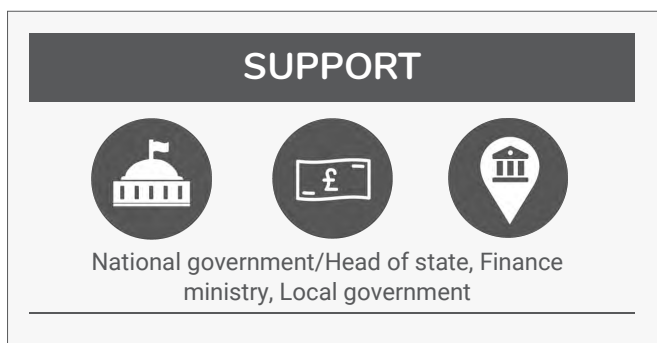 SUPPORT
£
National government/Head of state, Finance
ministry, Local government